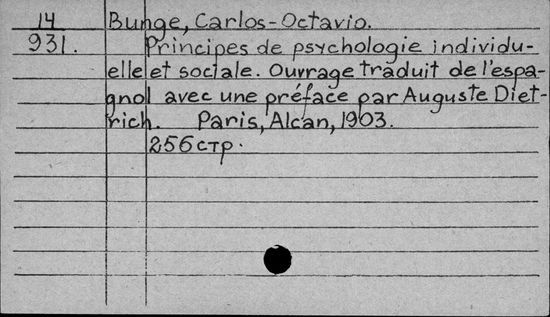 14 Bunge, Carlos-Octavio.
931. Principes de psychologie individu-
elle et sociale. Ouvrage traduit de l'espa-
gnol avec une préface par Auguste Diet-
rich. Paris, Alcan, 1903.
256 стр.